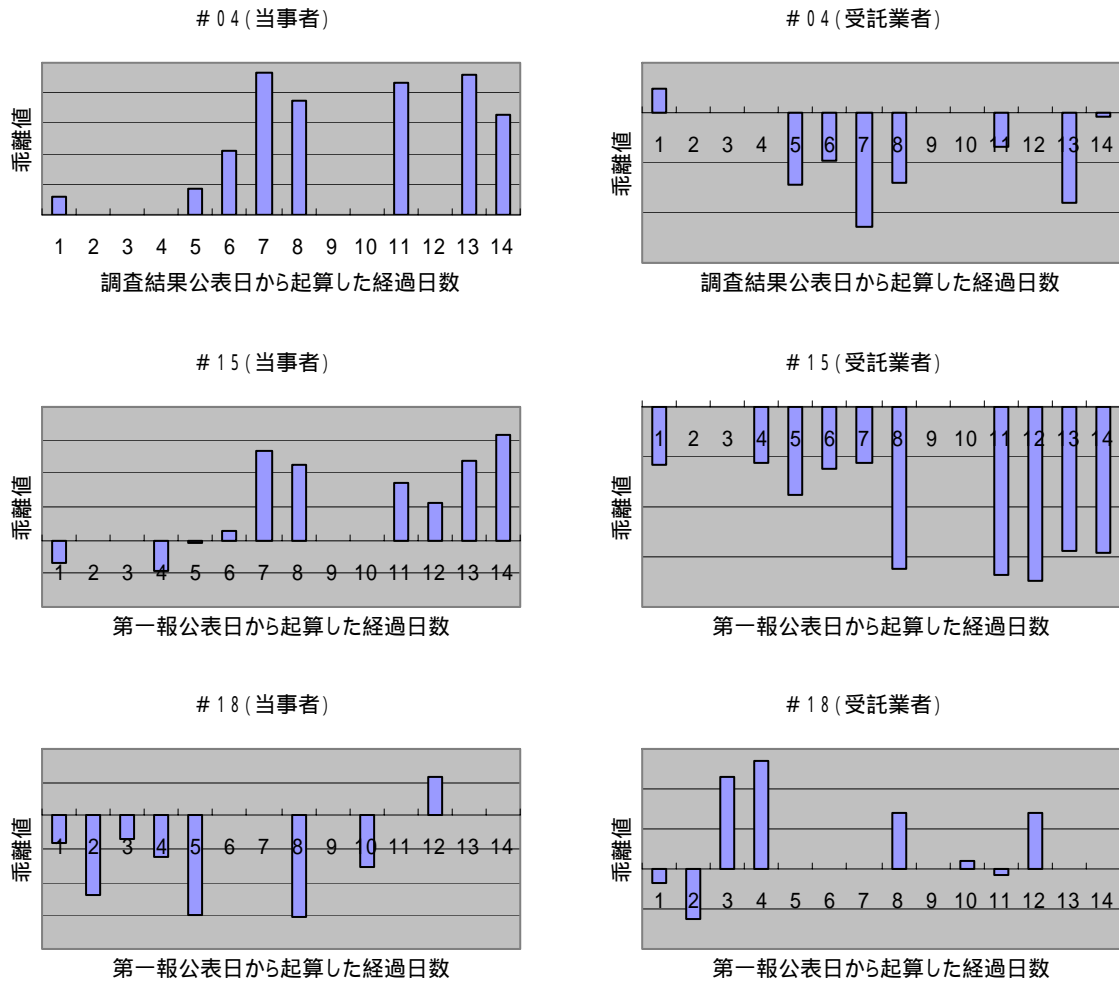 #04(当事者)
乖離値
1 2 3 4 5 6 7 8 9 10 11 12 13 14
調査結果公表日から起算した経過日数
#04(受託業者)
乖離値
1 2 3 4 5 6 7 8 9 10 11 12 13 14
調査結果公表日から起算した経過日数
#15(当事者)
乖離値
1 2 3 4 5 6 7 8 9 10 11 12 13 14
第一報公表日から起算した経過日数
#15(受託業者)
乖離値
1 2 3 4 5 6 7 8 9 10 11 12 13 14
第一報公表日から起算した経過日数
#18(当事者)
乖離値
1 2 3 4 5 6 7 8 9 10 11 12 13 14
第一報公表日から起算した経過日数
#18(受託業者)
乖離値
1 2 3 4 5 6 7 8 9 10 11 12 13 14
第一報公表日から起算した経過日数